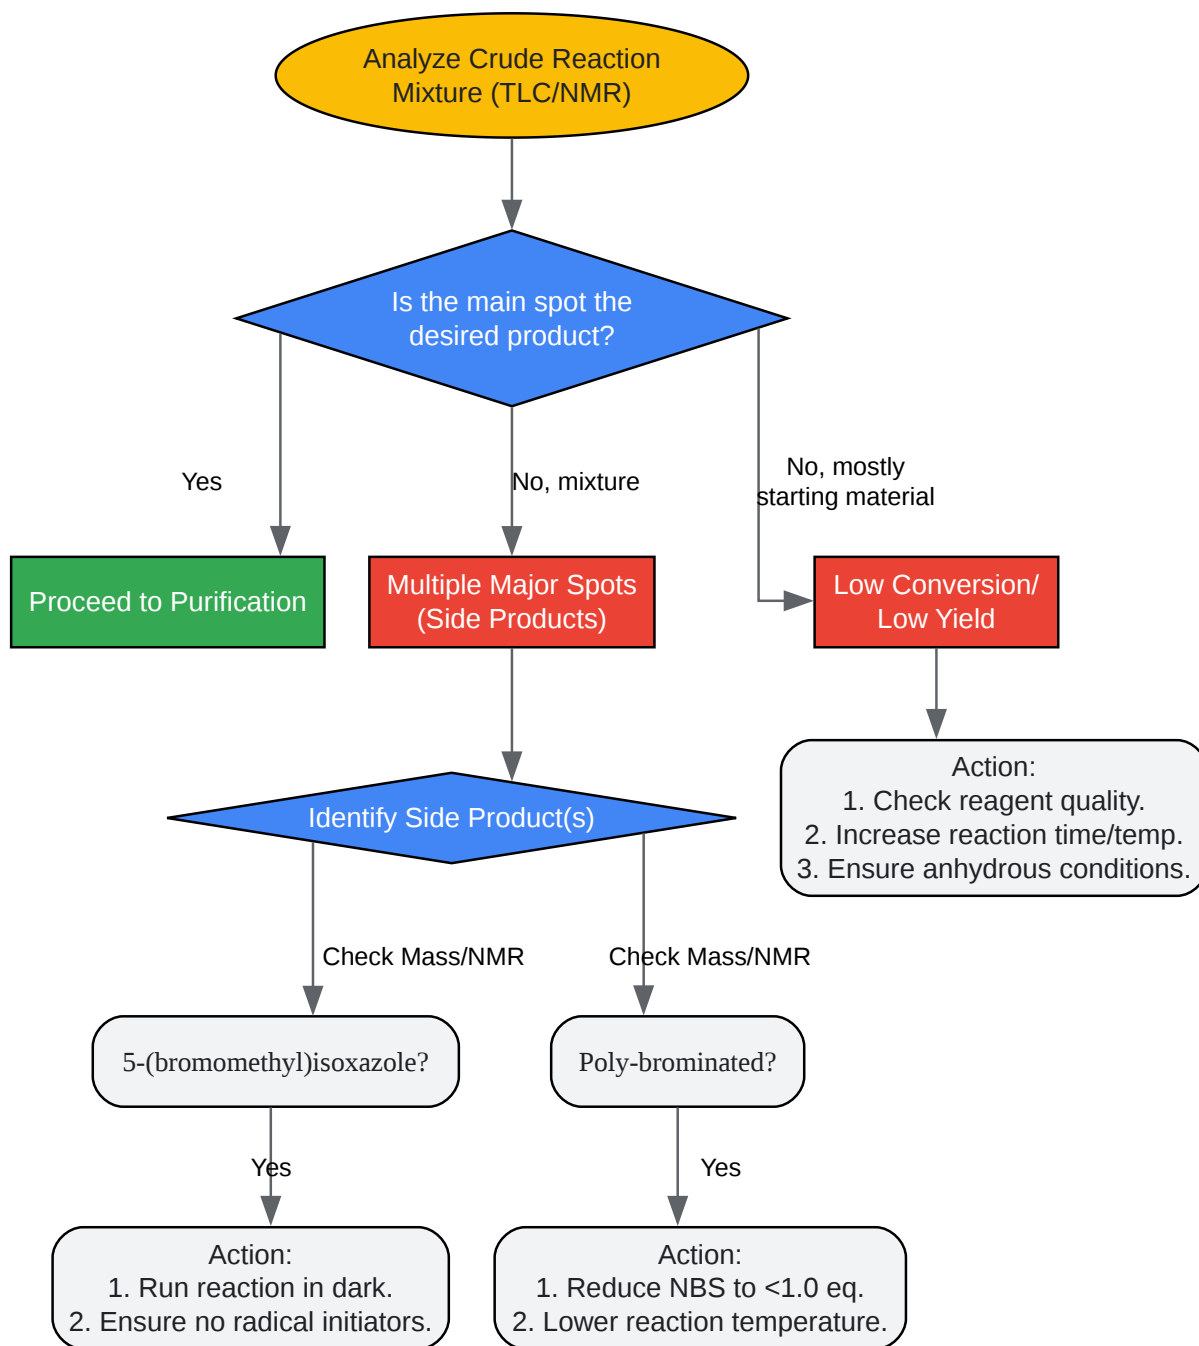 Analyze Crude Reaction
Mixture (TLC/NMR)
Is the main spot the
desired product?
Yes
No, mixture
No, mostly
starting material
Proceed to Purification
Multiple Major Spots
(Side Products)
Low Conversion/
Low Yield
Action:
1. Check reagent quality.
2. Increase reaction time/temp.
3. Ensure anhydrous conditions.
Identify Side Product(s)
Check Mass/NMR
Check Mass/NMR
5-(bromomethyl)isoxazole?
Poly-brominated?
Yes
Yes
Action:
1. Run reaction in dark.
2. Ensure no radical initiators.
Action:
1. Reduce NBS to <1.0 eq.
2. Lower reaction temperature.